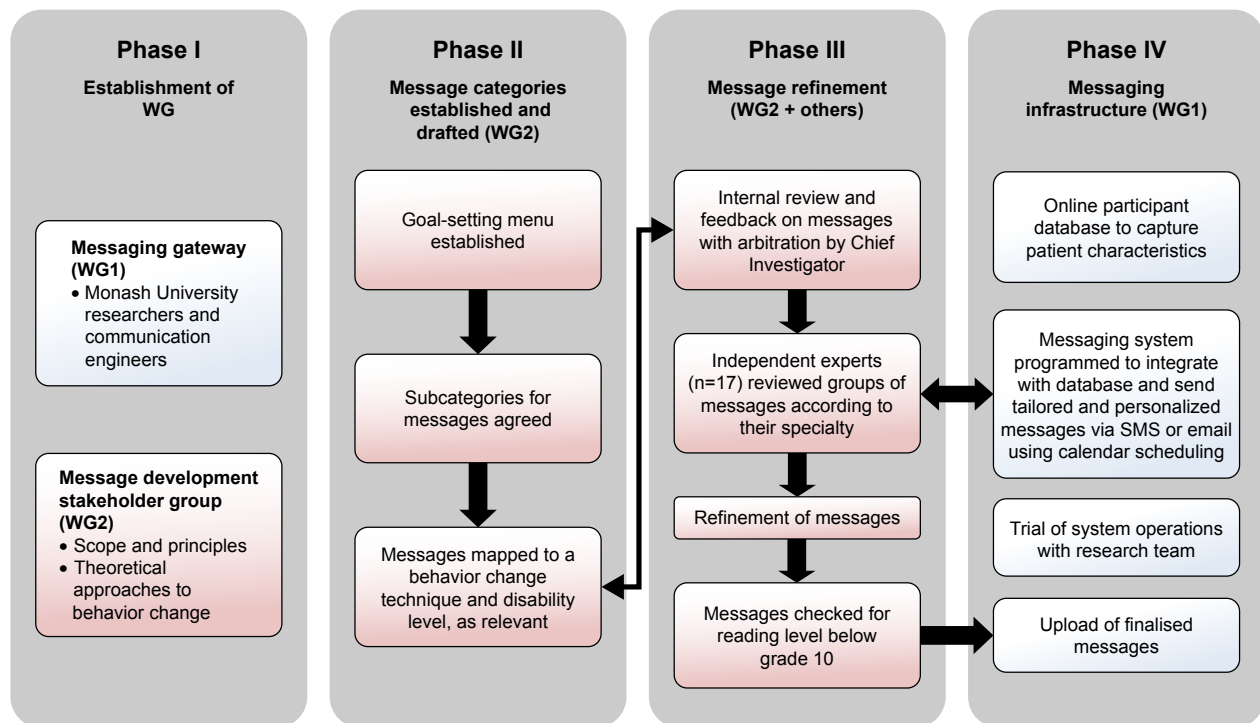 Phase I
Establishment of
WG
Messaging gateway
(WG1)
• Monash University
researchers and
communication
engineers
Message development
stakeholder group
(WG2)
• Scope and principles
• Theoretical
approaches to
behavior change
Phase II
Message categories
established and
drafted (WG2)
Goal-setting menu
established
Subcategories for
messages agreed
Messages mapped to a
behavior change
technique and disability
level, as relevant
Phase III
Message refinement
(WG2 + others)
Internal review and
feedback on messages
with arbitration by Chief
Investigator
Independent experts
(n=17) reviewed groups of
messages according to
their specialty
Refinement of messages
Messages checked for
reading level below
grade 10
Phase IV
Messaging
infrastructure (WG1)
Online participant
database to capture
patient characteristics
Messaging system
programmed to integrate
with database and send
tailored and personalized
messages via SMS or email
using calendar scheduling
Trial of system operations
with research team
Upload of finalised
messages